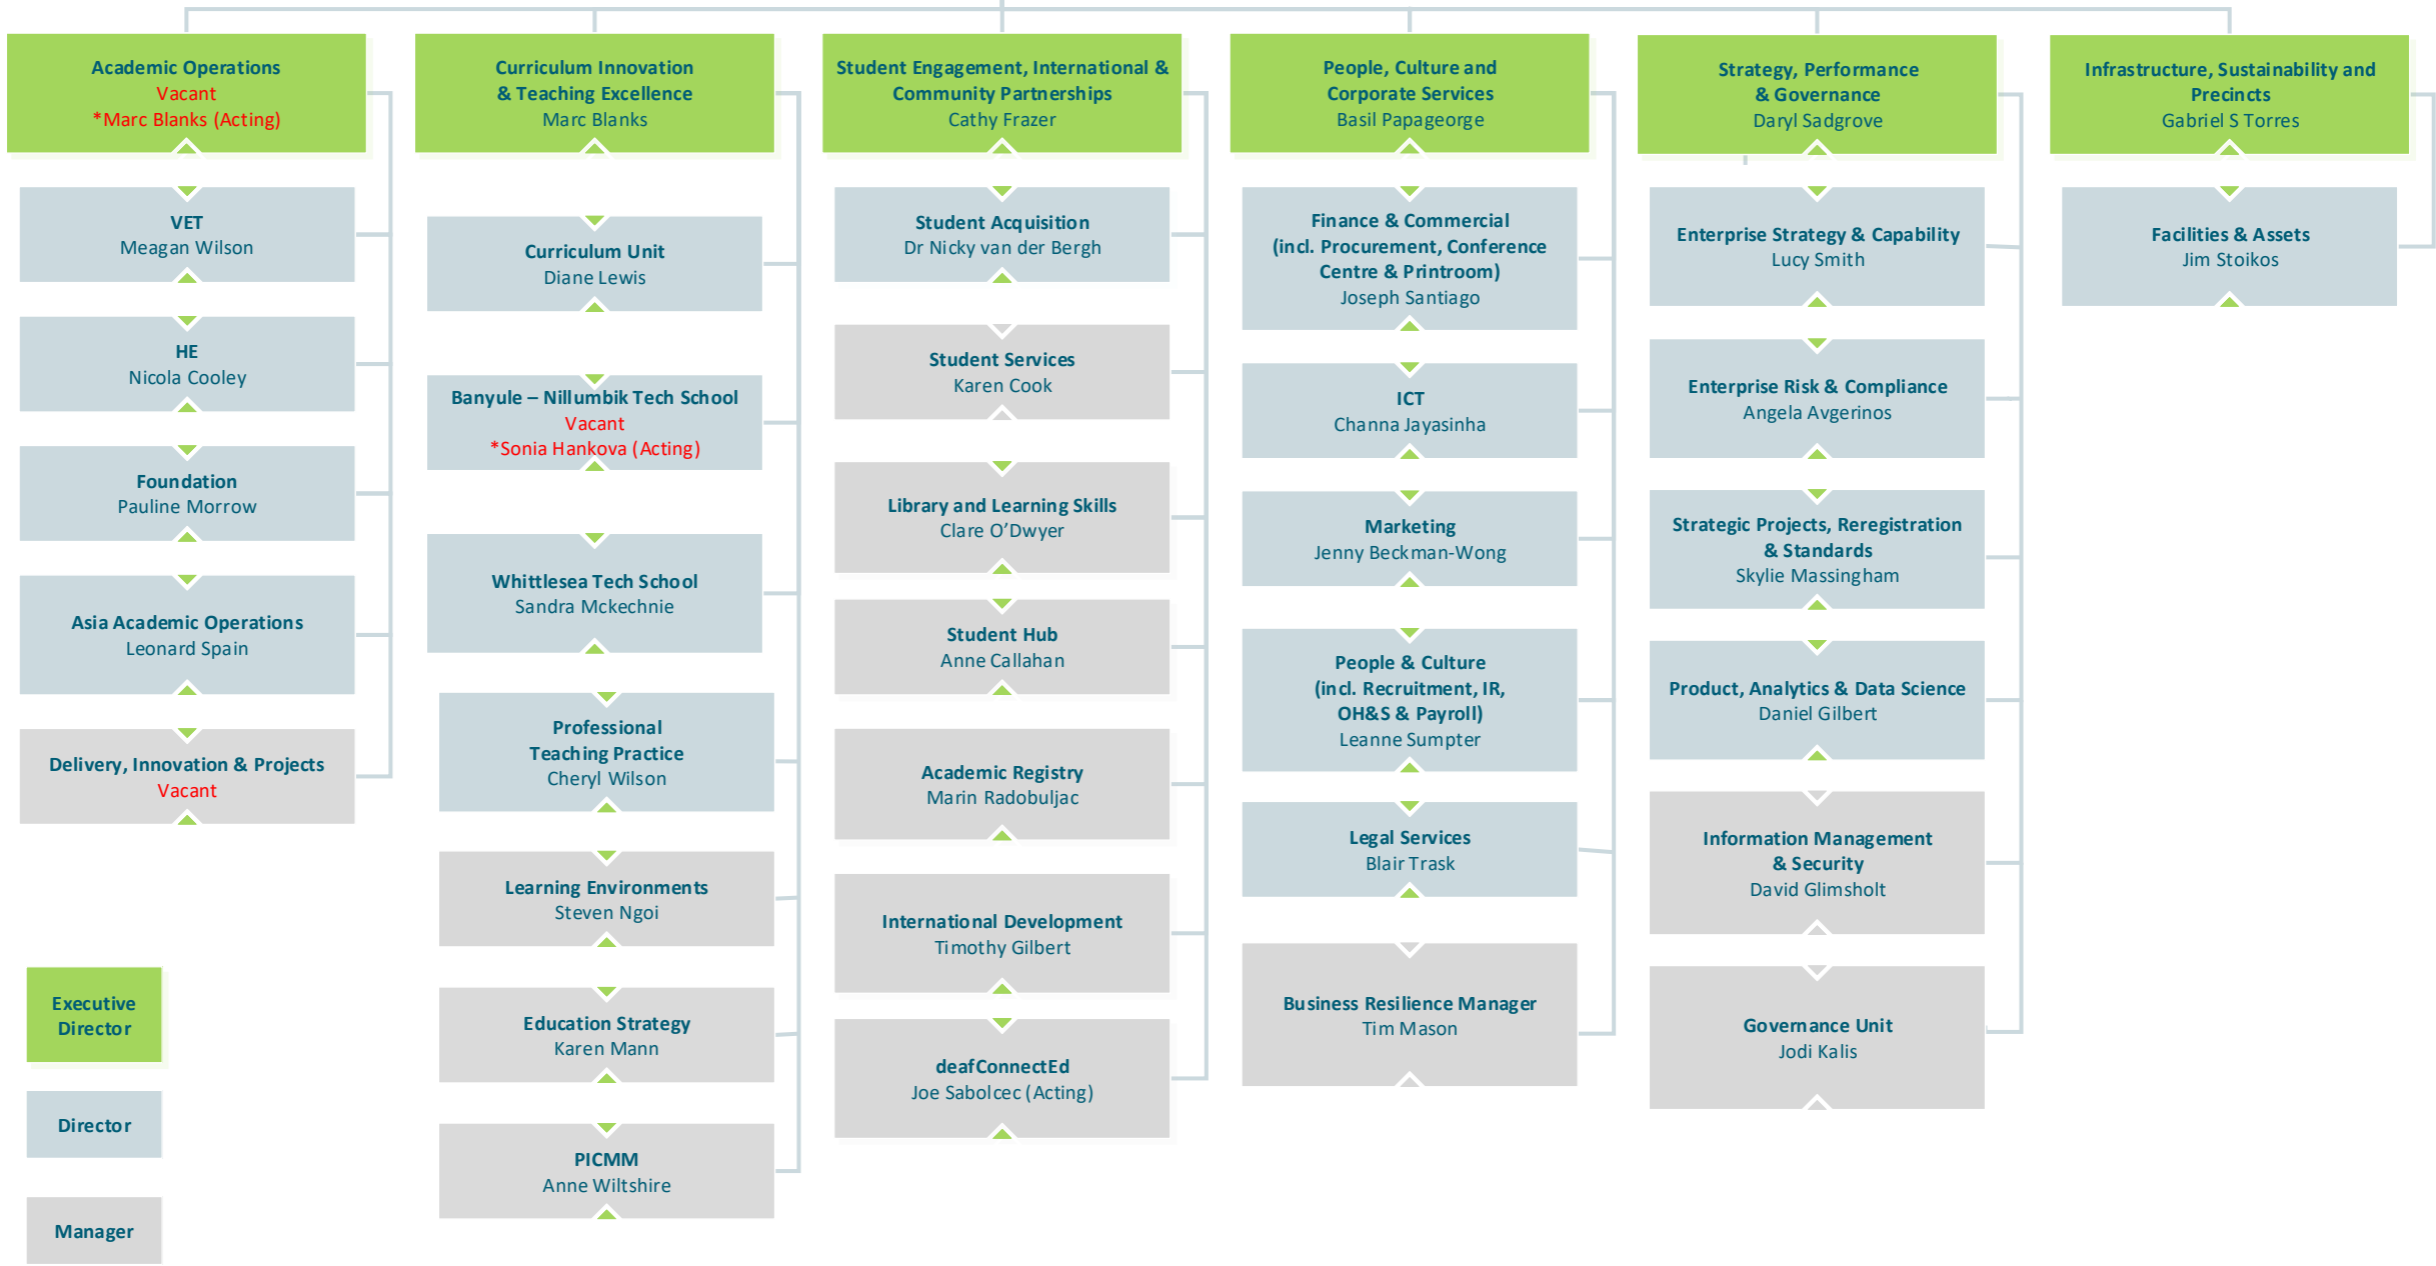 Academic Operations
Vacant
*Marc Blanks (Acting)
VET
Meagan Wilson
HE
Nicola Cooley
Foundation
Pauline Morrow
Asia Academic Operations
Leonard Spain
Delivery, Innovation & Projects
Vacant
Curriculum Innovation
& Teaching Excellence
Marc Blanks
Curriculum Unit
Diane Lewis
Banyule – Nillumbik Tech School
Vacant
*Sonia Hankova (Acting)
Whittlesea Tech School
Sandra Mckechnie
Professional
Teaching Practice
Cheryl Wilson
Learning Environments
Steven Ngoi
Education Strategy
Karen Mann
PICMM
Anne Wiltshire
Student Engagement, International &
Community Partnerships
Cathy Frazer
Student Acquisition
Dr Nicky van der Bergh
Student Services
Karen Cook
Library and Learning Skills
Clare O’Dwyer
Student Hub
Anne Callahan
Academic Registry
Marin Radobuljac
International Development
Timothy Gilbert
deafConnectEd
Joe Sabolcec (Acting)
People, Culture and
Corporate Services
Basil Papageorge
Finance & Commercial
(incl. Procurement, Conference
Centre & Printroom)
Joseph Santiago
ICT
Channa Jayasinha
Marketing
Jenny Beckman-Wong
People & Culture
(incl. Recruitment, IR,
OH&S & Payroll)
Leanne Sumpter
Legal Services
Blair Trask
Business Resilience Manager
Tim Mason
Strategy, Performance
& Governance
Daryl Sadgrove
Enterprise Strategy & Capability
Lucy Smith
Enterprise Risk & Compliance
Angela Avgerinos
Strategic Projects, Reregistration
& Standards
Skylie Massingham
Product, Analytics & Data Science
Daniel Gilbert
Information Management
& Security
David Glimsholt
Governance Unit
Jodi Kalis
Infrastructure, Sustainability and
Precincts
Gabriel S Torres
Facilities & Assets
Jim Stoikos
Executive
Director
Director
Manager